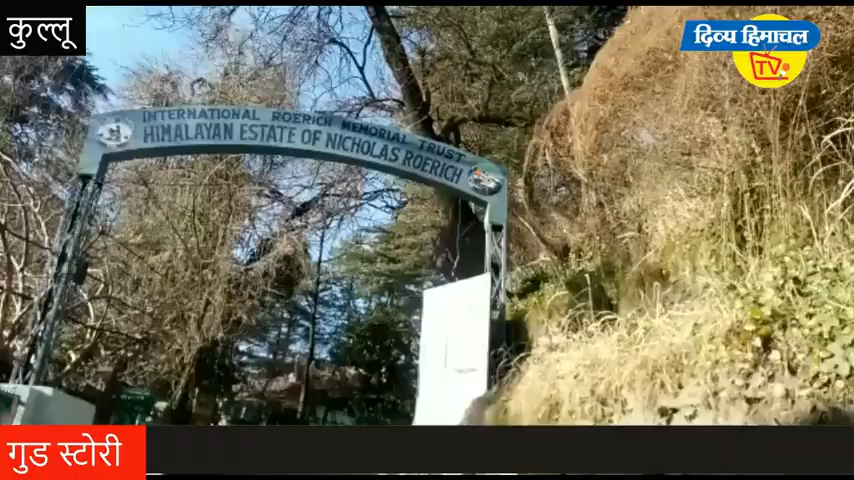 कुल्लू
दिव्य हिमाचल
TV
INTERNATIONAL ROERICH MEMORIAL TRUST
HIMALAYAN ESTATE OF NICHOLAS ROERICH
गुड स्टोरी